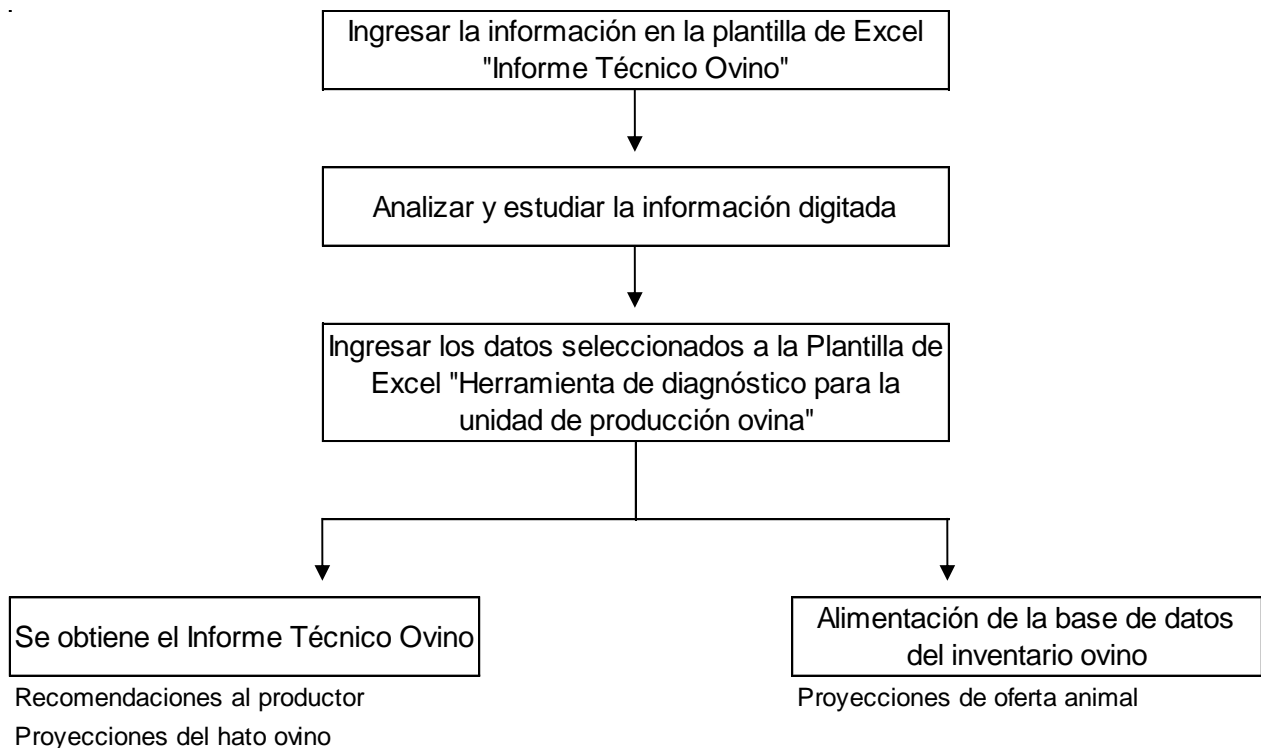 Ingresar la información en la plantilla de Excel
"Informe Técnico Ovino"
Analizar y estudiar la información digitada
Ingresar los datos seleccionados a la Plantilla de
Excel "Herramienta de diagnóstico para la
unidad de producción ovina"
Se obtiene el Informe Técnico Ovino
Recomendaciones al productor
Proyecciones del hato ovino
Alimentación de la base de datos
del inventario ovino
Proyecciones de oferta animal